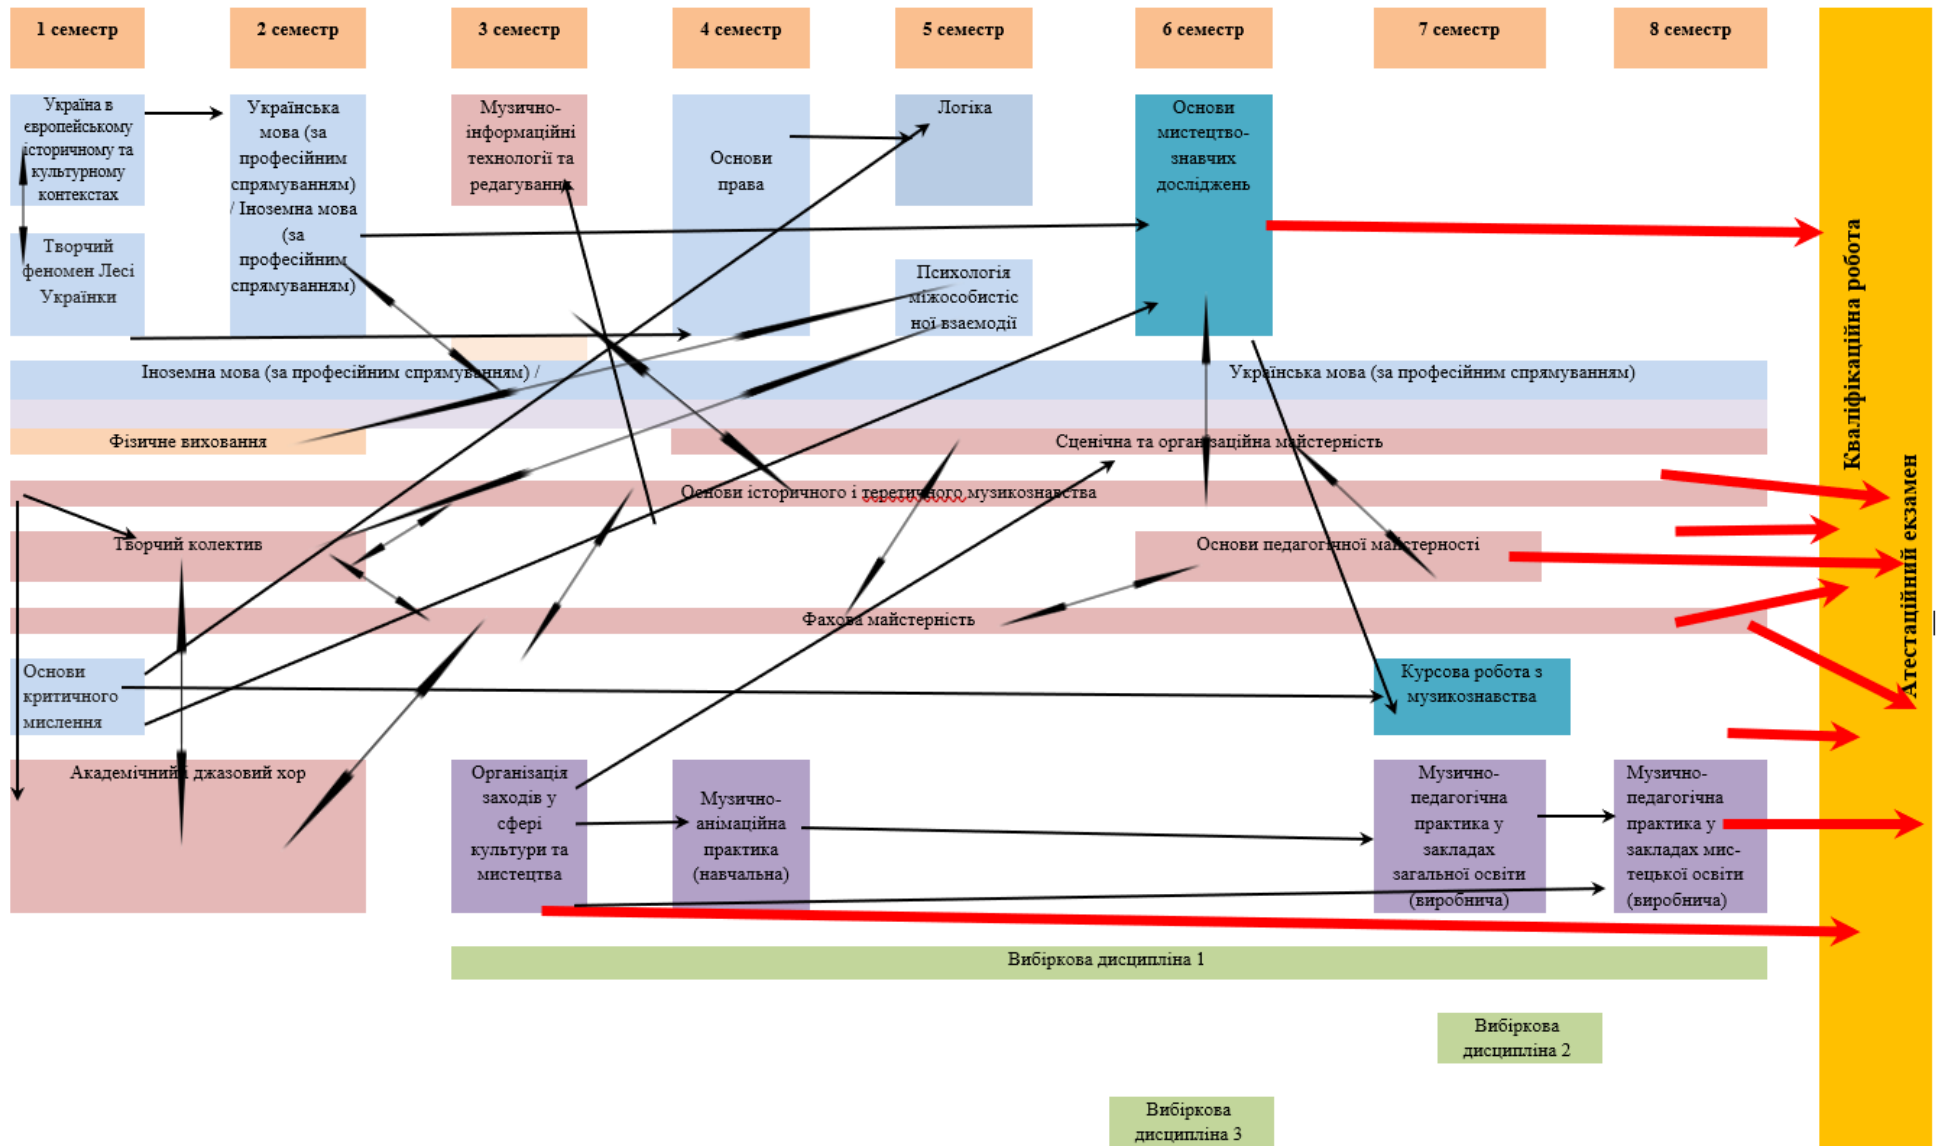 1 семестр
2 семестр
3 семестр
4 семестр
5 семестр
6 семестр
7 семестр
8 семестр
Україна в
європейському
історичному та
культурному
контекстах
Українська
мова (за
професійним
спрямуванням)
/ Іноземна мова
(за
професійним
спрямуванням)
Музично-
інформаційні
технології та
редагування
Основи
права
Логіка
Основи
мистецтво-
знавчих
досліджень
Творчий
феномен Лесі
Українки
Психологія
міжособистіс
ної взаємодії
Іноземна мова (за професійним спрямуванням) /
Українська мова (за професійним спрямуванням)
Фізичне виховання
Сценічна та організаційна майстерність
Основи історичного і теретичного музикознавства
Творчий колектив
Основи педагогічної майстерності
Фахова майстерність
Основи
критичного
мислення
Курсова робота з
музикознавства
Академічний і джазовий хор
Організація
заходів у
сфері
культури та
мистецтва
Музично-
анімаційна
практика
(навчальна)
Музично-
педагогічна
практика у
закладах
загальної освіти
(виробнича)
Музично-
педагогічна
практика у
закладах мис-
тецької освіти
(виробнича)
Вибіркова дисципліна 1
Вибіркова
дисципліна 2
Вибіркова
дисципліна 3
Кваліфікаційна робота
Атестаційний екзамен